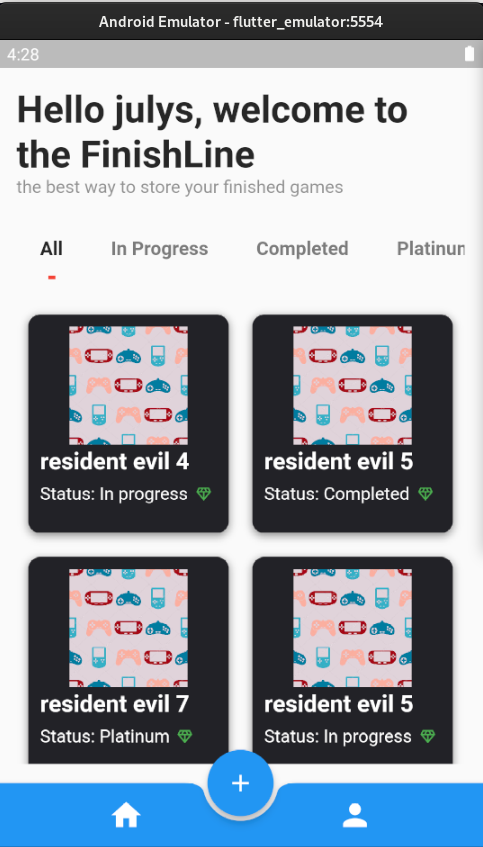 Android Emulator - flutter_emulator:5554
4:28
Hello julys, welcome to
the FinishLine
the best way to store your finished games
All In Progress Completed Platinum
resident evil 4 resident evil 5
Status: In progress Status: Completed
resident evil 7 resident evil 5
Status: Platinum Status: In progress